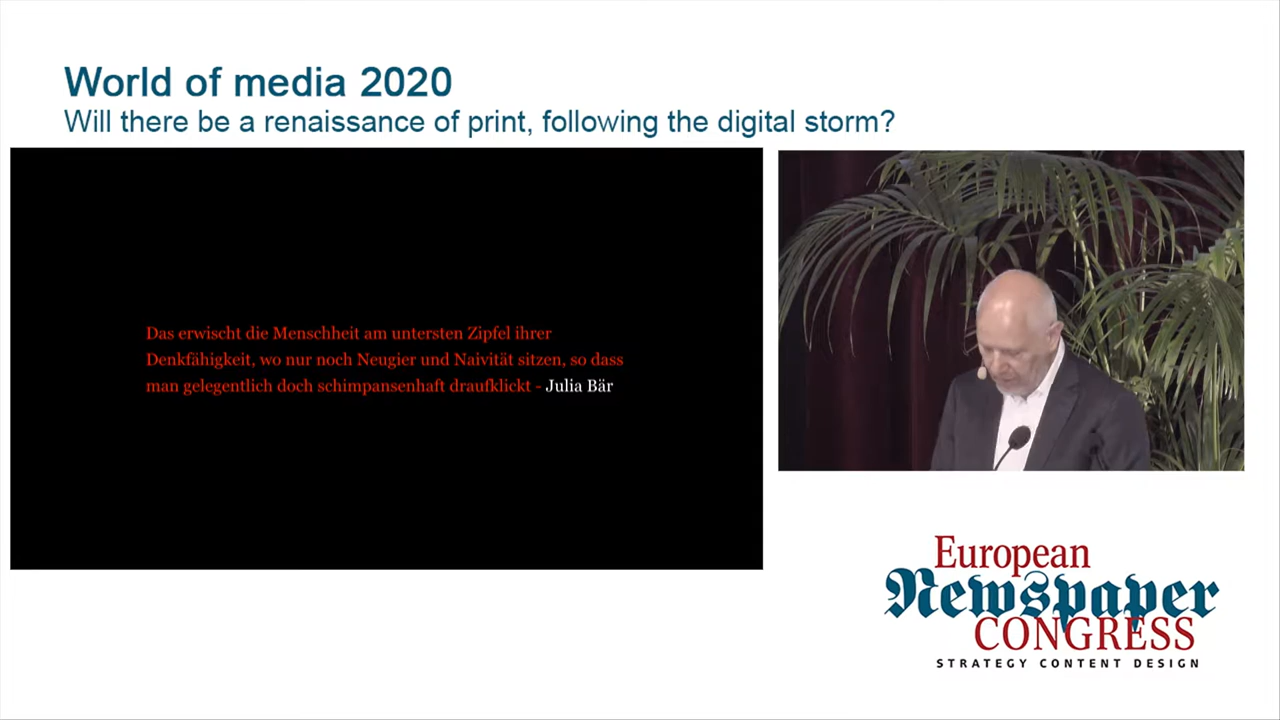 World of media 2020
Will there be a renaissance of print, following the digital storm?
Das erwischt die Menschheit am untersten Zipfel ihrer
Denkfähigkeit, wo nur noch Neugier und Naivität sitzen, so dass
man gelegentlich doch schimpansenhaft draufklickt - Julia Bär
European
Newspaper
CONGRESS
STRATEGY CONTENT DESIGN